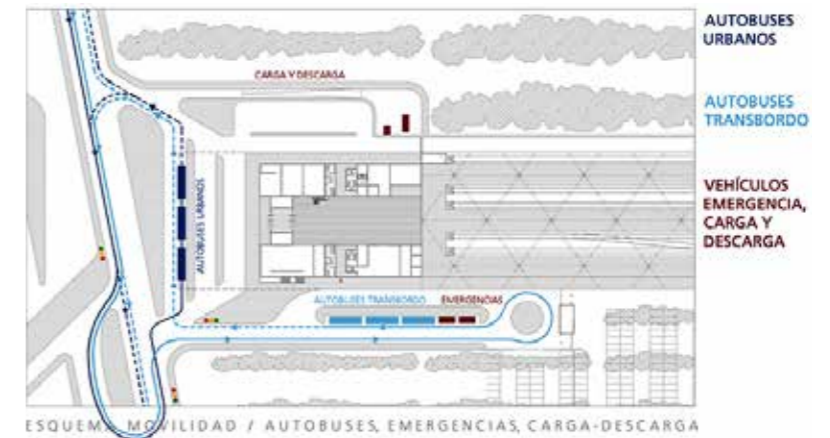 AUTOBUSES
URBANOS
AUTOBUSES
TRANSBORDO
VEHÍCULOS
EMERGENCIA,
CARGA Y
DESCARGA
CARGA Y DESCARGA
AUTOBUSES URBANOS
AUTOBUSES TRANSBORDO
EMERGENCIAS
ESQUEMA MOVILIDAD / AUTOBUSES, EMERGENCIAS, CARGA-DESCARGA